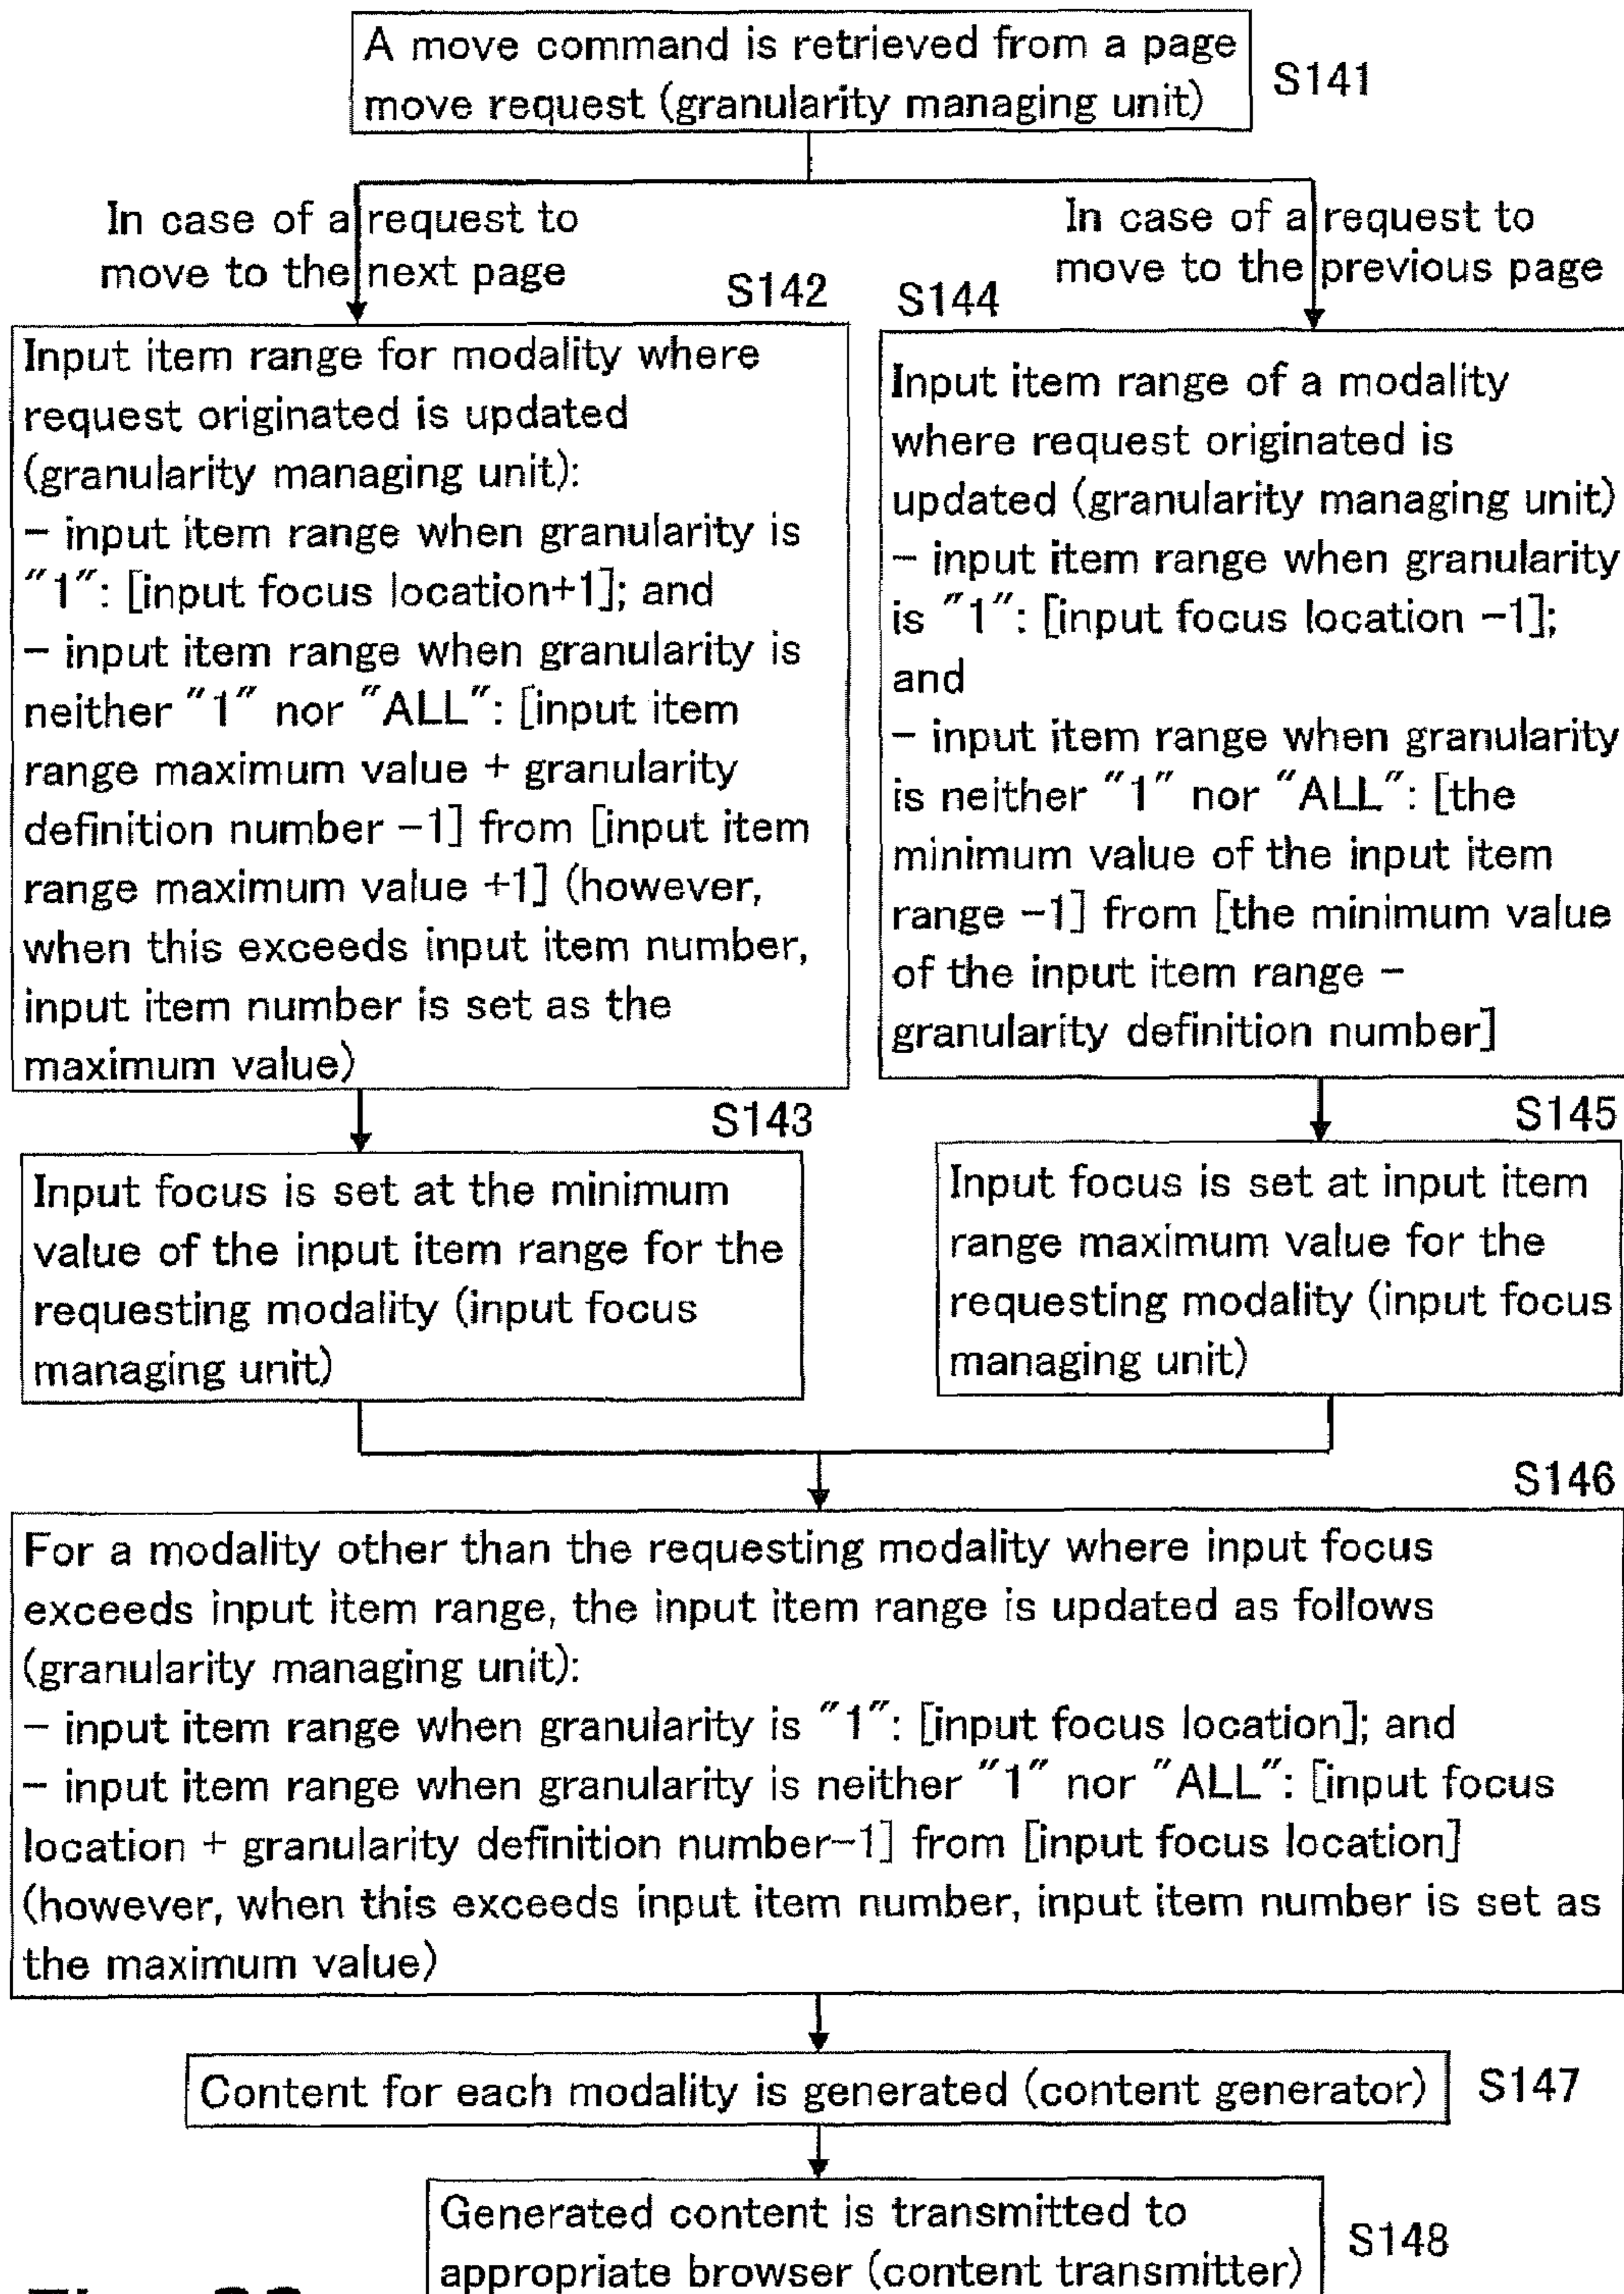 A move command is retrieved from a page
move request (granularity managing unit)
S141
In case of a request to
move to the next page
In case of a request to
move to the previous page
S142
Input item range for modality where
request originated is updated
(granularity managing unit):
− input item range when granularity is
"1": [input focus location+1]; and
− input item range when granularity is
neither "1" nor "ALL": [input item
range maximum value + granularity
definition number −1] from [input item
range maximum value +1] (however,
when this exceeds input item number,
input item number is set as the
maximum value)
S144
Input item range of a modality
where request originated is
updated (granularity managing unit)
− input item range when granularity
is "1": [input focus location −1];
and
− input item range when granularity
is neither "1" nor "ALL": [the
minimum value of the input item
range −1] from [the minimum value
of the input item range −
granularity definition number]
S143
Input focus is set at the minimum
value of the input item range for the
requesting modality (input focus
managing unit)
S145
Input focus is set at input item
range maximum value for the
requesting modality (input focus
managing unit)
S146
For a modality other than the requesting modality where input focus
exceeds input item range, the input item range is updated as follows
(granularity managing unit):
− input item range when granularity is "1": [input focus location]; and
− input item range when granularity is neither "1" nor "ALL": [input focus
location + granularity definition number−1] from [input focus location]
(however, when this exceeds input item number, input item number is set as
the maximum value)
Content for each modality is generated (content generator)
S147
Generated content is transmitted to
appropriate browser (content transmitter)
S148